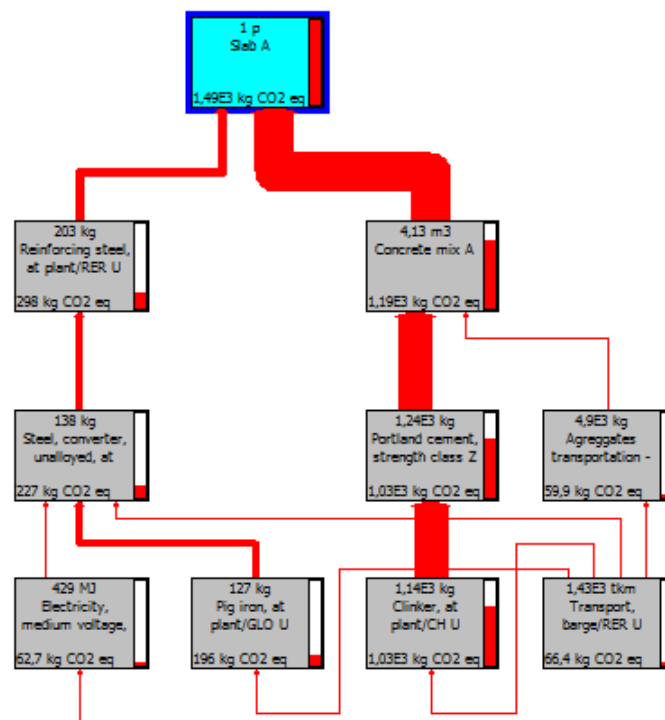 1 p
Slab A
1,49E3 kg CO2 eq
203 kg
Reinforcing steel,
at plant/RER U
298 kg CO2 eq
4,13 m3
Concrete mix A
1,19E3 kg CO2 eq
138 kg
Steel, converter,
unalloyed, at
227 kg CO2 eq
1,24E3 kg
Portland cement,
strength class Z
1,03E3 kg CO2 eq
4,9E3 kg
Agreggates
transportation -
59,9 kg CO2 eq
429 MJ
Electricity,
medium voltage,
62,7 kg CO2 eq
127 kg
Pig iron, at
plant/GLO U
196 kg CO2 eq
1,14E3 kg
Clinker, at
plant/CH U
1,03E3 kg CO2 eq
1,43E3 tkm
Transport,
barge/RER U
66,4 kg CO2 eq